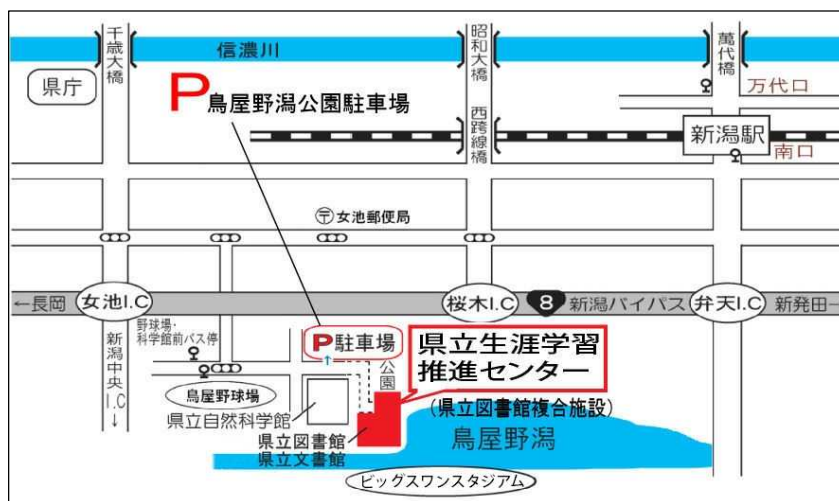 千歳大橋
信濃川
昭和大橋
萬代橋
県庁
P鳥屋野潟公園駐車場
万代口
西跨線橋
新潟駅
南口
〒女池郵便局
←長岡
女池I.C
桜木I.C
8
新潟バイパス
弁天I.C
新発田→
新潟中央I.C
↓
野球場・
科学館前バス停
P駐車場
↑
公園
県立生涯学習
推進センター
鳥屋野球場
県立自然科学館
(県立図書館複合施設)
鳥屋野潟
県立図書館
県立文書館
ビッグスワンスタジアム